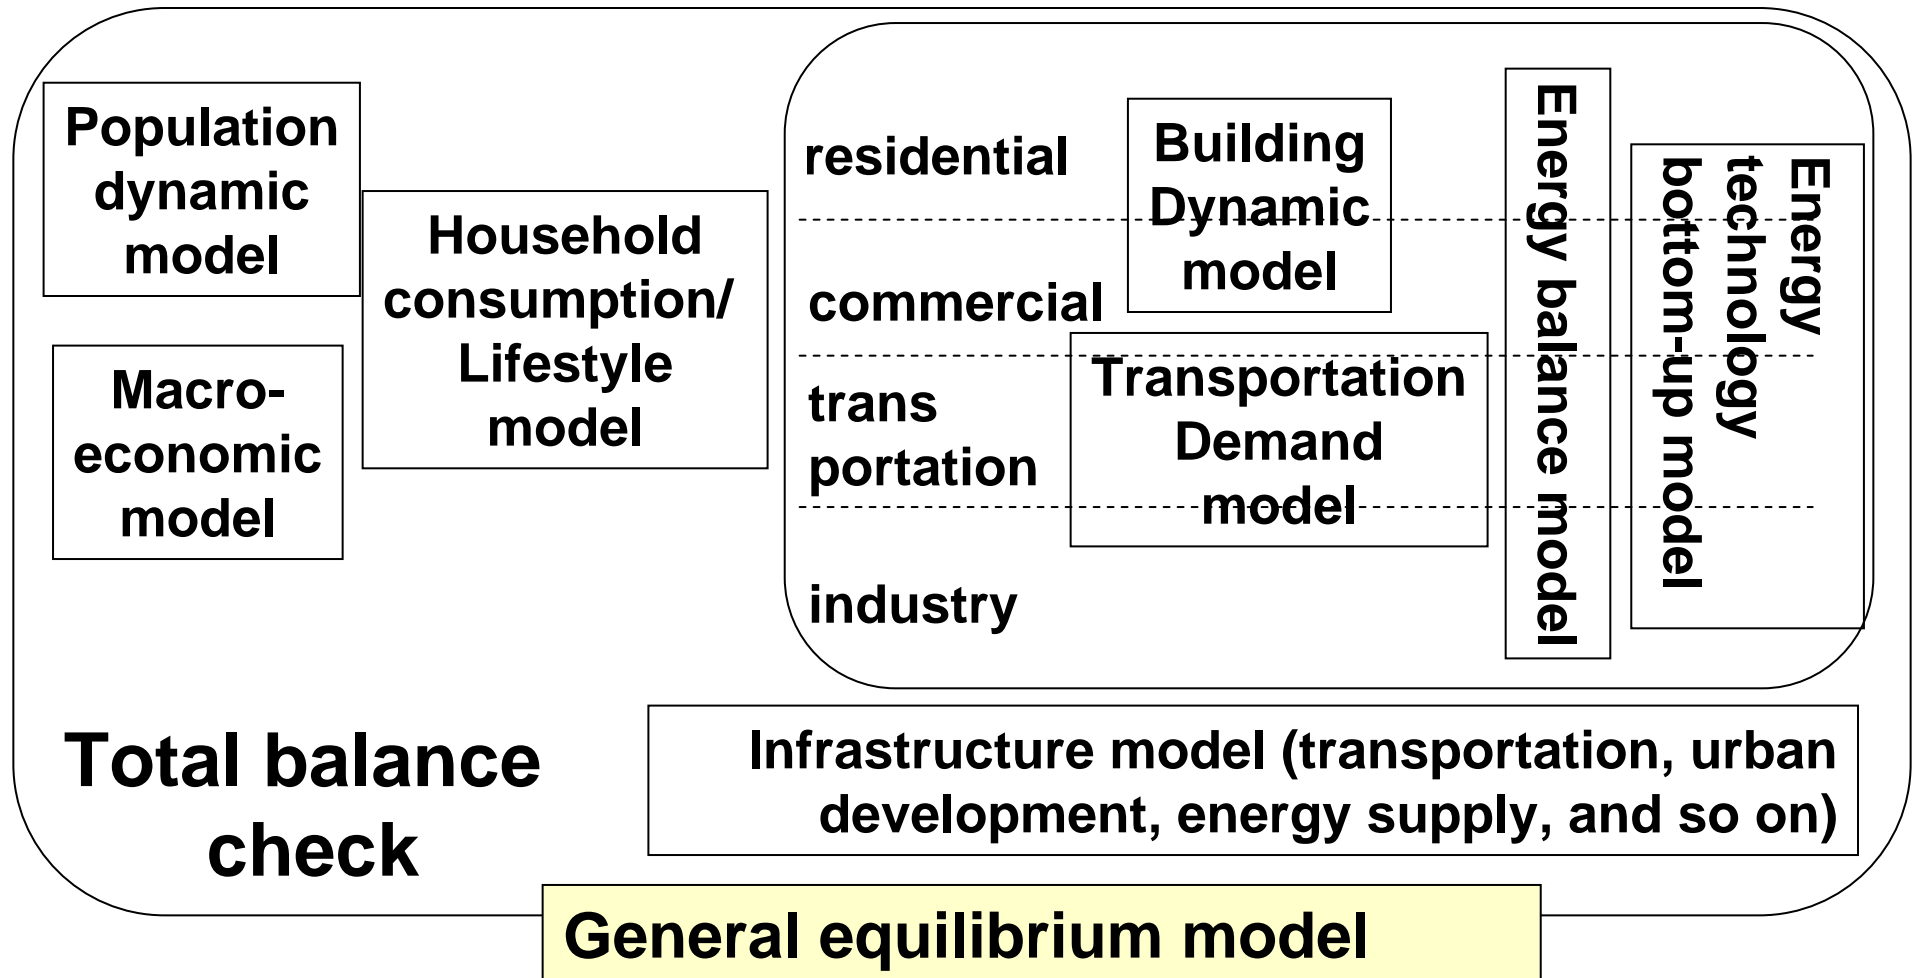 Population
dynamic
model
Macro-
economic
model
Household
consumption/
Lifestyle
model
residential
commercial
trans
portation
industry
Building
Dynamic
model
Transportation
Demand
model
Energy balance model
Energy
technology
bottom-up model
Total balance
check
Infrastructure model (transportation, urban
development, energy supply, and so on)
General equilibrium model